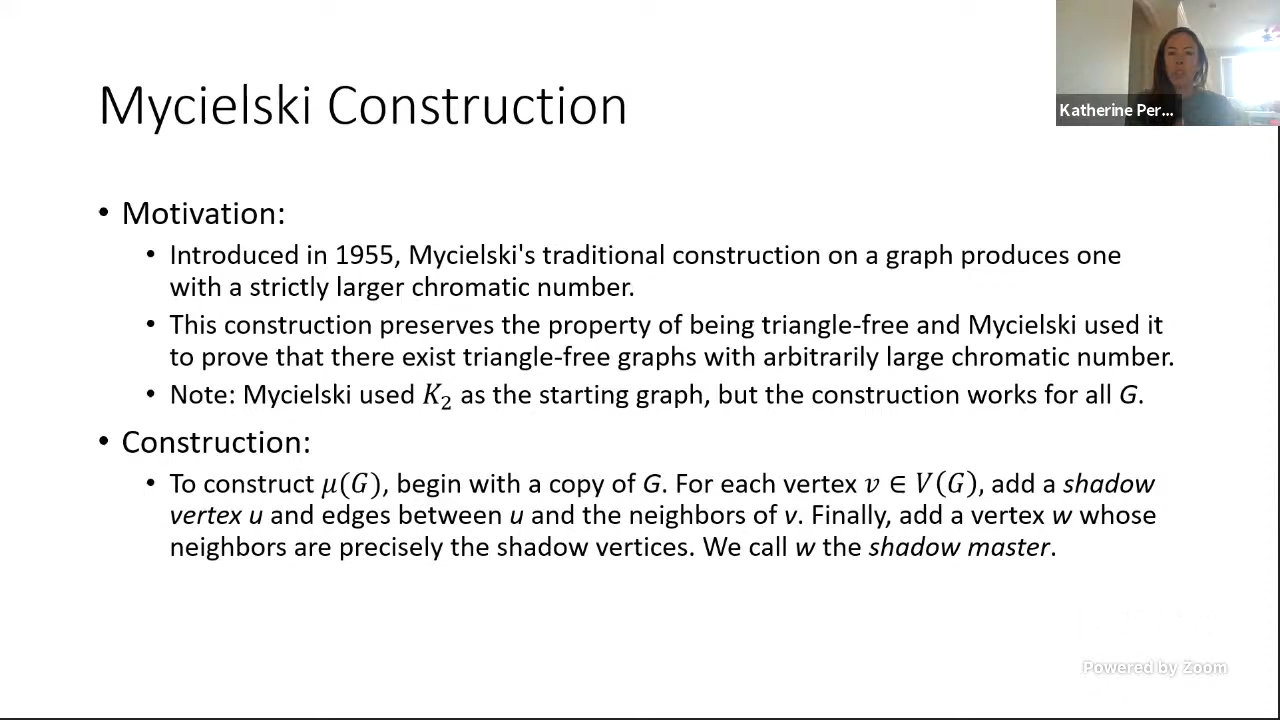 Katherine Per...
Mycielski Construction
• Motivation:
• Introduced in 1955, Mycielski's traditional construction on a graph produces one
with a strictly larger chromatic number.
• This construction preserves the property of being triangle-free and Mycielski used it
to prove that there exist triangle-free graphs with arbitrarily large chromatic number.
• Note: Mycielski used K₂ as the starting graph, but the construction works for all G.
• Construction:
• To construct μ(G), begin with a copy of G. For each vertex v ∈ V(G), add a shadow
vertex u and edges between u and the neighbors of v. Finally, add a vertex w whose
neighbors are precisely the shadow vertices. We call w the shadow master.
Powered by Zoom